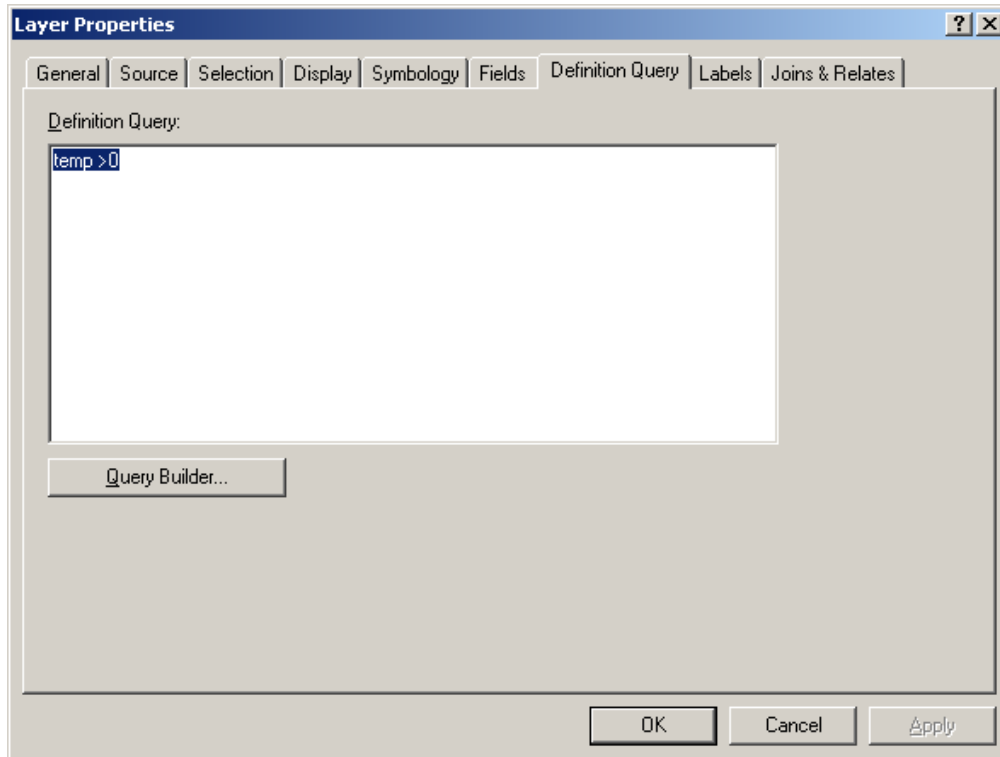 Layer Properties
General Source Selection Display Symbology Fields Definition Query Labels Joins & Relates
Definition Query:
temp >0
Query Builder...
OK Cancel Apply